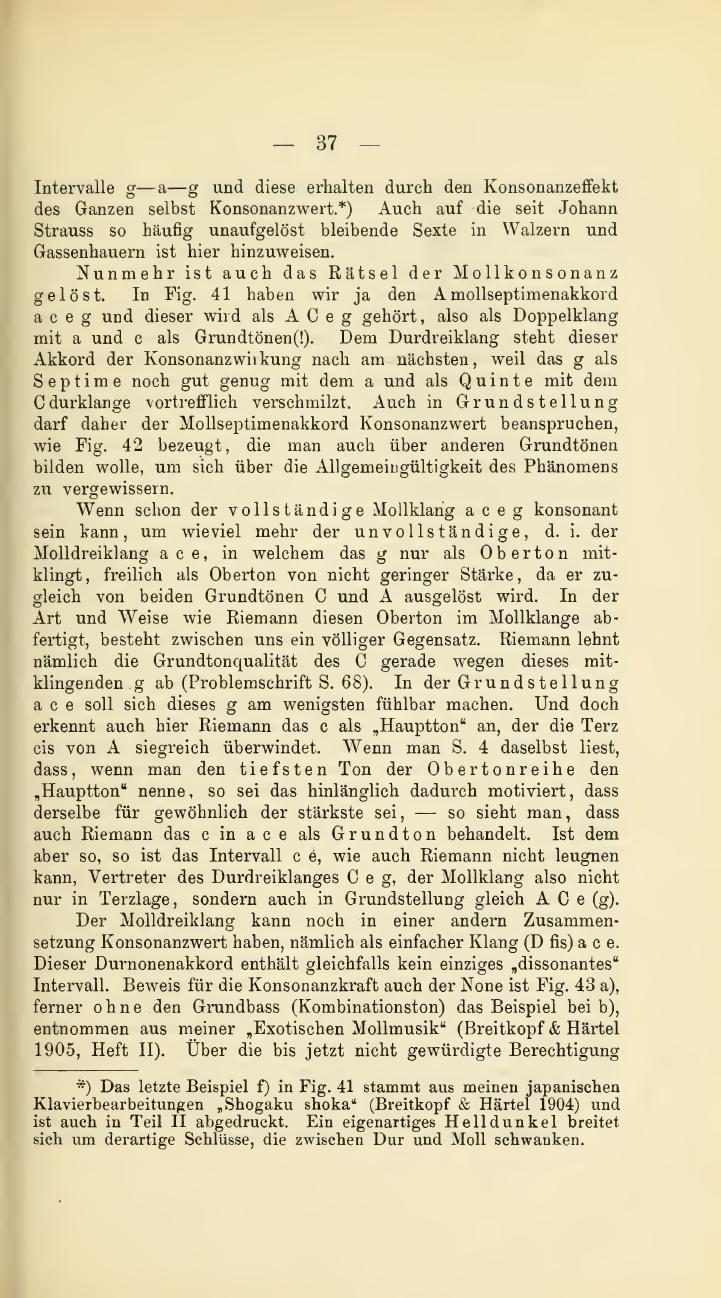 — 37 —
Intervalle g—a—g und diese erhalten durch den Konsonanzeffekt
des Ganzen selbst Konsonanzwert.*) Auch auf die seit Johann
Strauss so häufig unaufgelöst bleibende Sexte in Walzern und
Gassenhauern ist hier hinzuweisen.
Nunmehr ist auch das Rätsel der Mollkonsonanz
gelöst. In Fig. 41 haben wir ja den Amollseptimenakkord
a c e g und dieser wird als A C e g gehört, also als Doppelklang
mit a und c als Grundtönen(!). Dem Durdreiklang steht dieser
Akkord der Konsonanzwirkung nach am nächsten, weil das g als
Septime noch gut genug mit dem a und als Quinte mit dem
Cdurklange vortrefflich verschmilzt. Auch in Grundstellung
darf daher der Mollseptimenakkord Konsonanzwert beanspruchen,
wie Fig. 42 bezeugt, die man auch über anderen Grundtönen
bilden wolle, um sich über die Allgemeingültigkeit des Phänomens
zu vergewissern.
Wenn schon der vollständige Mollklang a c e g konsonant
sein kann, um wieviel mehr der unvollständige, d. i. der
Molldreiklang a c e, in welchem das g nur als Oberton mit-
klingt, freilich als Oberton von nicht geringer Stärke, da er zu-
gleich von beiden Grundtönen C und A ausgelöst wird. In der
Art und Weise wie Riemann diesen Oberton im Mollklange ab-
fertigt, besteht zwischen uns ein völliger Gegensatz. Riemann lehnt
nämlich die Grundtonqualität des C gerade wegen dieses mit-
klingenden g ab (Problemschrift S. 68). In der Grundstellung
a c e soll sich dieses g am wenigsten fühlbar machen. Und doch
erkennt auch hier Riemann das c als „Hauptton“ an, der die Terz
cis von A siegreich überwindet. Wenn man S. 4 daselbst liest,
dass, wenn man den tiefsten Ton der Obertonreihe den
„Hauptton“ nenne, so sei das hinlänglich dadurch motiviert, dass
derselbe für gewöhnlich der stärkste sei, — so sieht man, dass
auch Riemann das c in a c e als Grundton behandelt. Ist dem
aber so, so ist das Intervall c e, wie auch Riemann nicht leugnen
kann, Vertreter des Durdreiklanges C e g, der Mollklang also nicht
nur in Terzlage, sondern auch in Grundstellung gleich A C e (g).
Der Molldreiklang kann noch in einer andern Zusammen-
setzung Konsonanzwert haben, nämlich als einfacher Klang (D fis) a c e.
Dieser Durnonenakkord enthält gleichfalls kein einziges „dissonantes“
Intervall. Beweis für die Konsonanzkraft auch der None ist Fig. 43 a),
ferner ohne den Grundbass (Kombinationston) das Beispiel bei b),
entnommen aus meiner „Exotischen Mollmusik“ (Breitkopf & Härtel
1905, Heft II). Über die bis jetzt nicht gewürdigte Berechtigung
*) Das letzte Beispiel f) in Fig. 41 stammt aus meinen japanischen
Klavierbearbeitungen „Shogaku shoka“ (Breitkopf & Härtel 1904) und
ist auch in Teil II abgedruckt. Ein eigenartiges Helldunkel breitet
sich um derartige Schlüsse, die zwischen Dur und Moll schwanken.